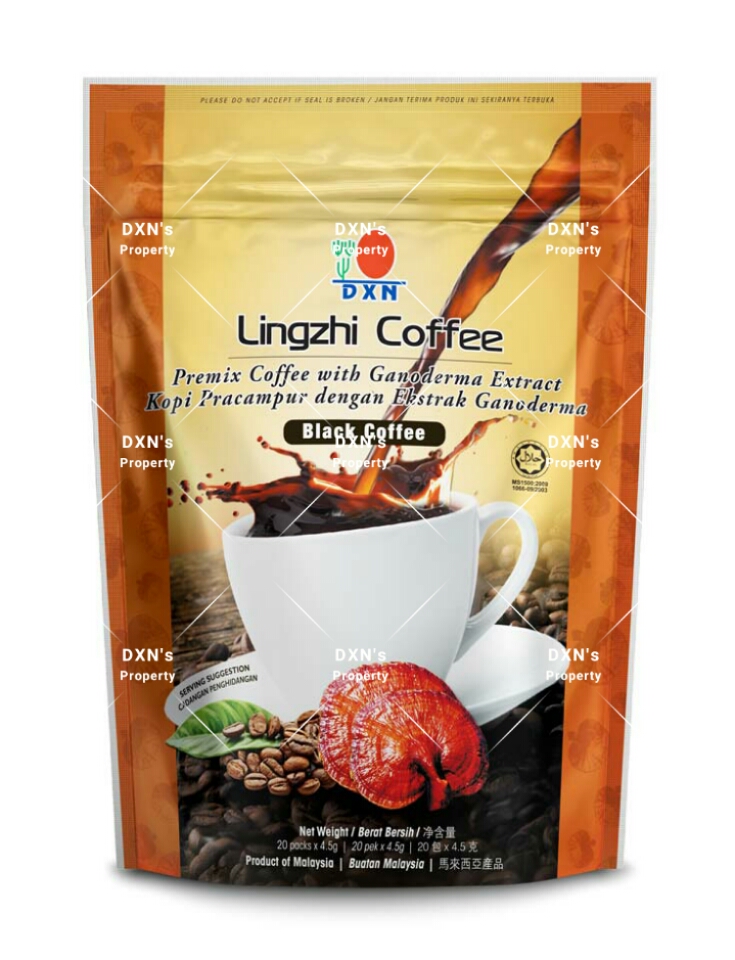 PLEASE DO NOT ACCEPT IF SEAL IS BROKEN / JANGAN TERIMA PRODUK INI SEKIRANYA TERBUKA
DXN's Property
DXN's Property
DXN's Property
DXN
Lingzhi Coffee
Premix Coffee with Ganoderma Extract
Kopi Pracampur dengan Ekstrak Ganoderma
Black Coffee
DXN's Property
DXN's Property
DXN's Property
حلال
MS1500:2009
DXN's Property
DXN's Property
DXN's Property
SERVING SUGGESTION
CADANGAN PENGHIDANGAN
Net Weight / Berat Bersih / 净含量
20 packs x 4.5g | 20 pek x 4.5g | 20 包 x 4.5 克
Product of Malaysia | Buatan Malaysia | 馬來西亞產品